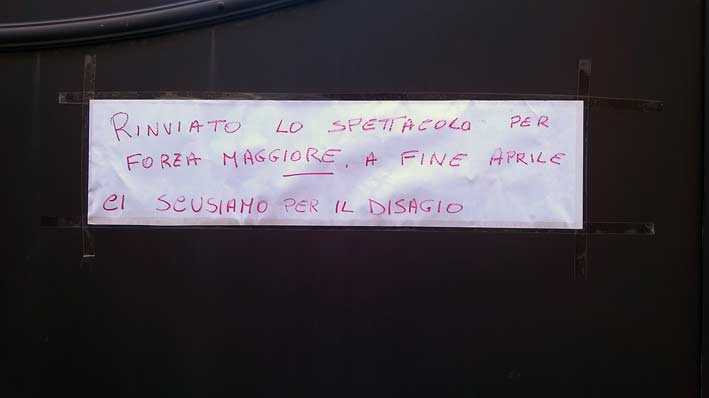 RINVIATO LO SPETTACOLO PER
FORZA MAGGIORE. A FINE APRILE
CI SCUSIAMO PER IL DISAGIO